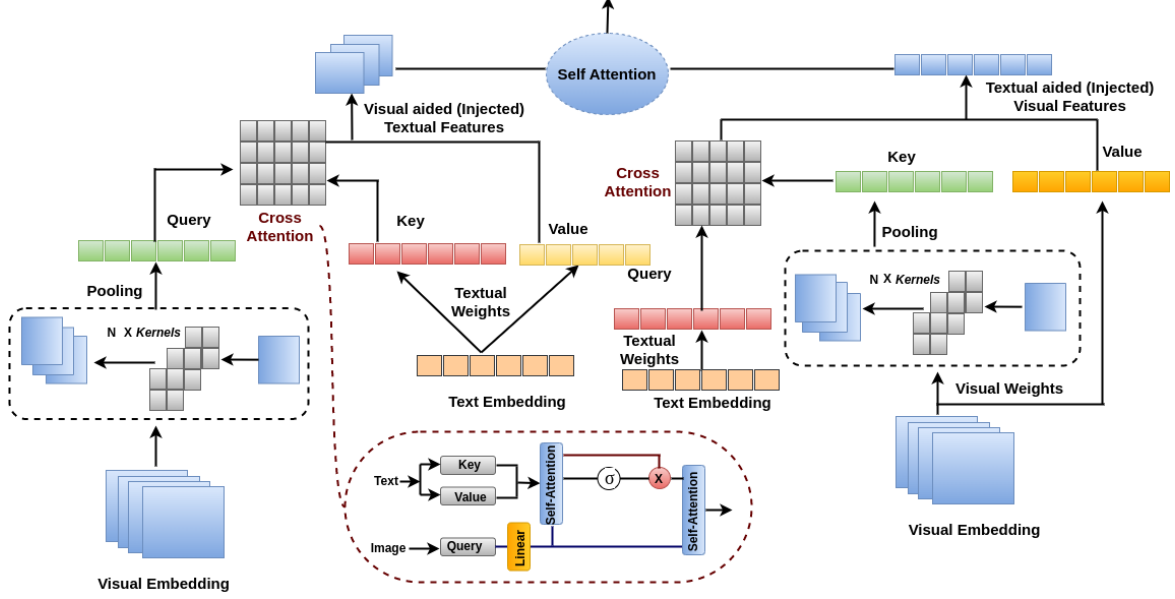 Self Attention
Visual aided (Injected)
Textual Features
Textual aided (Injected)
Visual Features
Query
Cross
Attention
Key
Value
Pooling
N X Kernels
Textual
Weights
Text Embedding
Visual Embedding
Cross
Attention
Key
Value
Query
Textual
Weights
Text Embedding
Pooling
N X Kernels
Visual Weights
Visual Embedding
Text
Key
Value
Self-Attention
σ
X
Self-Attention
Image
Query
Linear